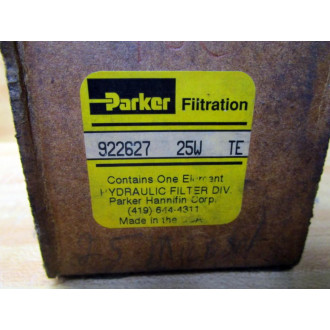 Parker Filtration
922627 25W TE
Contains One Element
HYDRAULIC FILTER DIV.
Parker Hannifin Corp.
(419) 644-4311
Made in the USA